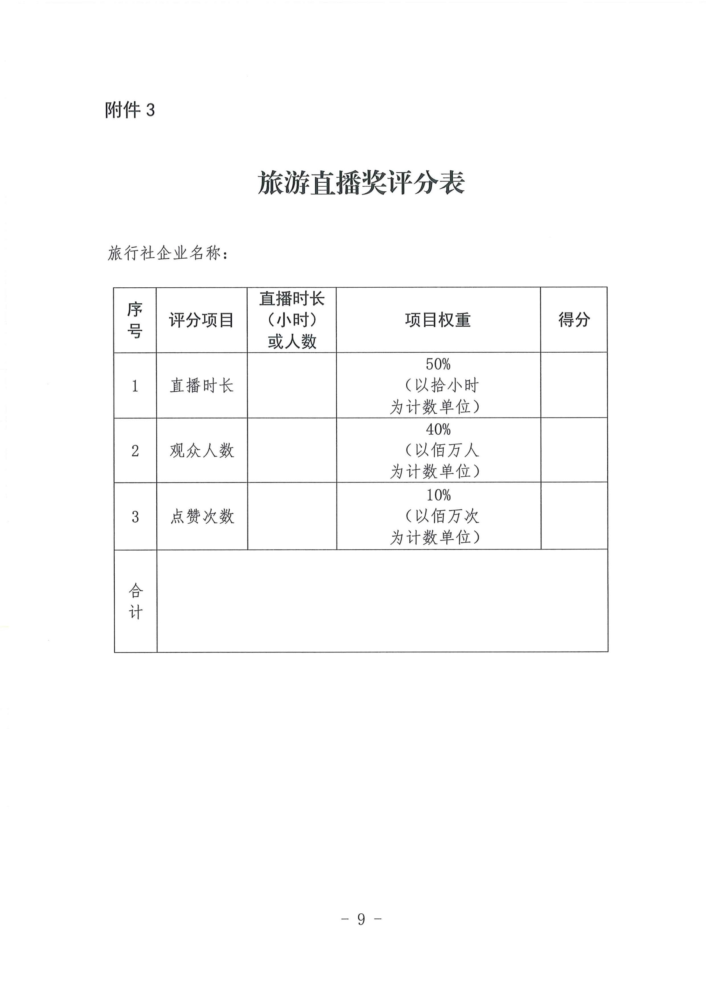 附件 3
旅游直播奖评分表
旅行社企业名称：
序
号
评分项目
直播时长
（小时）
或人数
项目权重
得分
1
直播时长
50%
（以拾小时
为计数单位）
2
观众人数
40%
（以佰万人
为计数单位）
3
点赞次数
10%
（以佰万次
为计数单位）
合
计
- 9 -